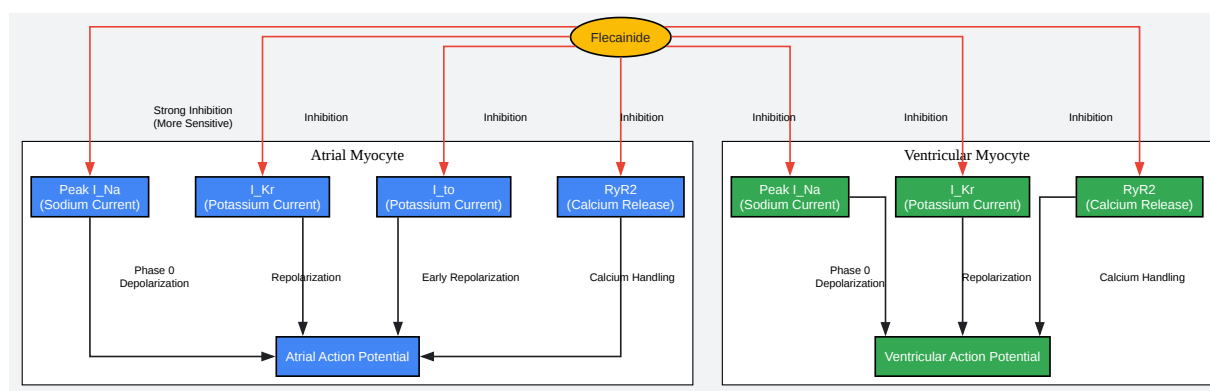 Flecainide
Strong Inhibition
(More Sensitive)
Inhibition
Inhibition
Inhibition
Inhibition
Inhibition
Inhibition
Atrial Myocyte
Ventricular Myocyte
Peak I_Na
(Sodium Current)
I_Kr
(Potassium Current)
I_to
(Potassium Current)
RyR2
(Calcium Release)
Peak I_Na
(Sodium Current)
I_Kr
(Potassium Current)
RyR2
(Calcium Release)
Phase 0
Depolarization
Repolarization
Early Repolarization
Calcium Handling
Phase 0
Depolarization
Repolarization
Calcium Handling
Atrial Action Potential
Ventricular Action Potential